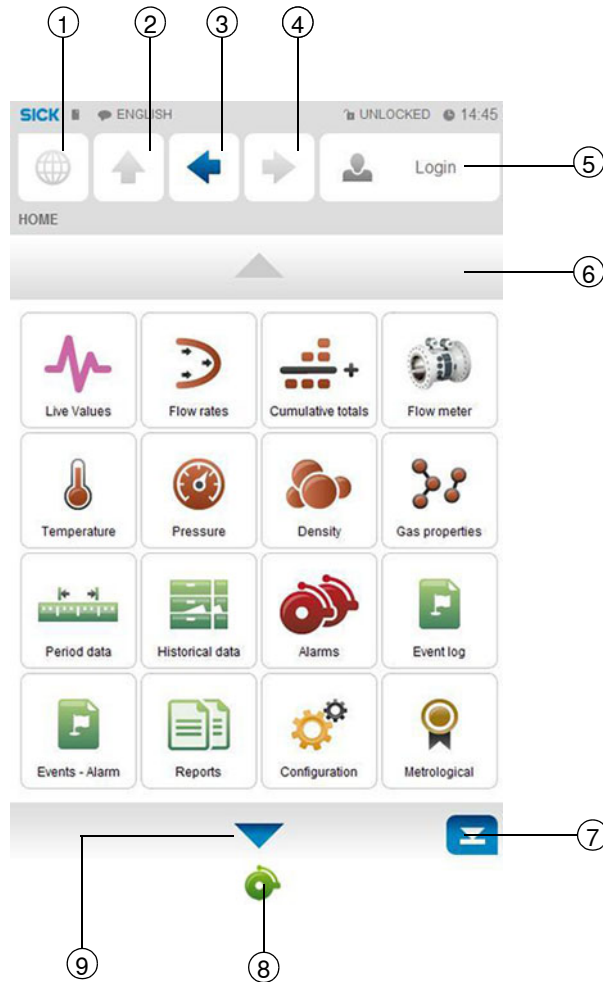 1 2 3 4
SICK ENGLISH UNLOCKED 14:45
Login 5
HOME
6
Live Values Flow rates Cumulative totals Flow meter
Temperature Pressure Density Gas properties
Period data Historical data Alarms Event log
Events - Alarm Reports Configuration Metrological
7
9 8